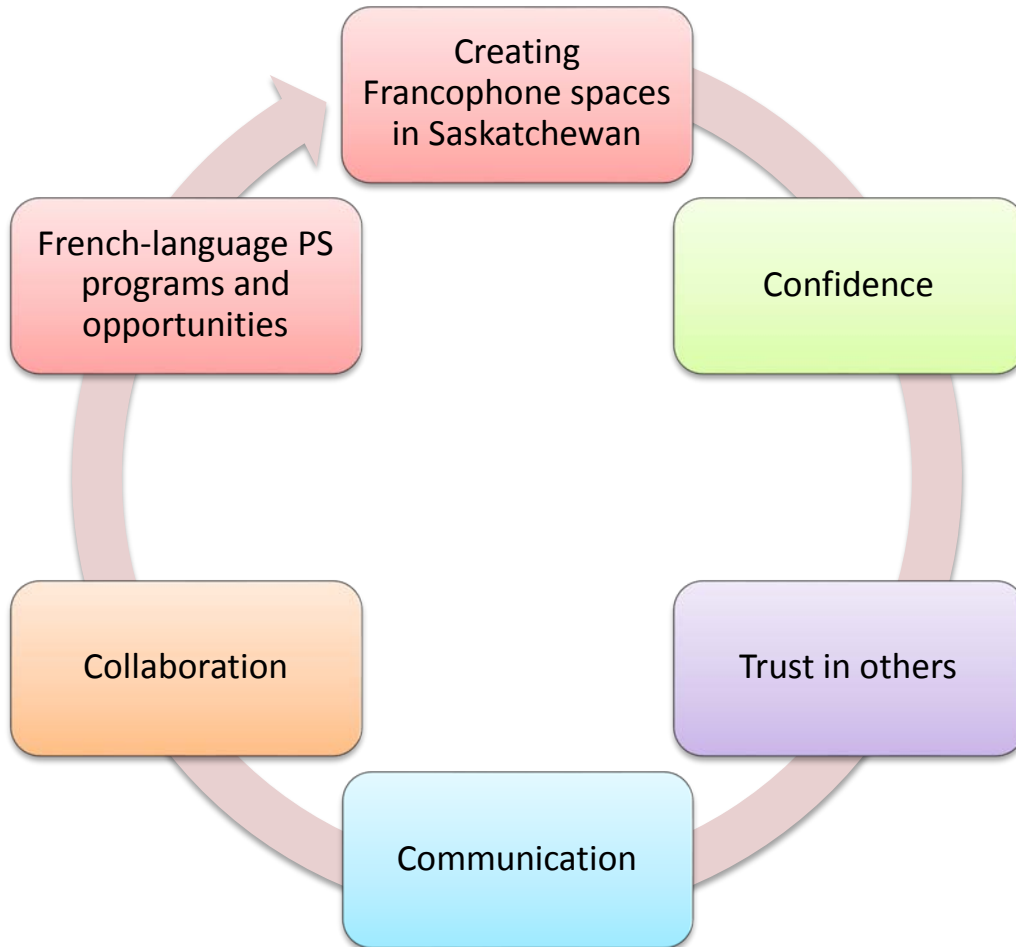 Creating
Francophone spaces
in Saskatchewan
Confidence
Trust in others
Communication
Collaboration
French-language PS
programs and
opportunities